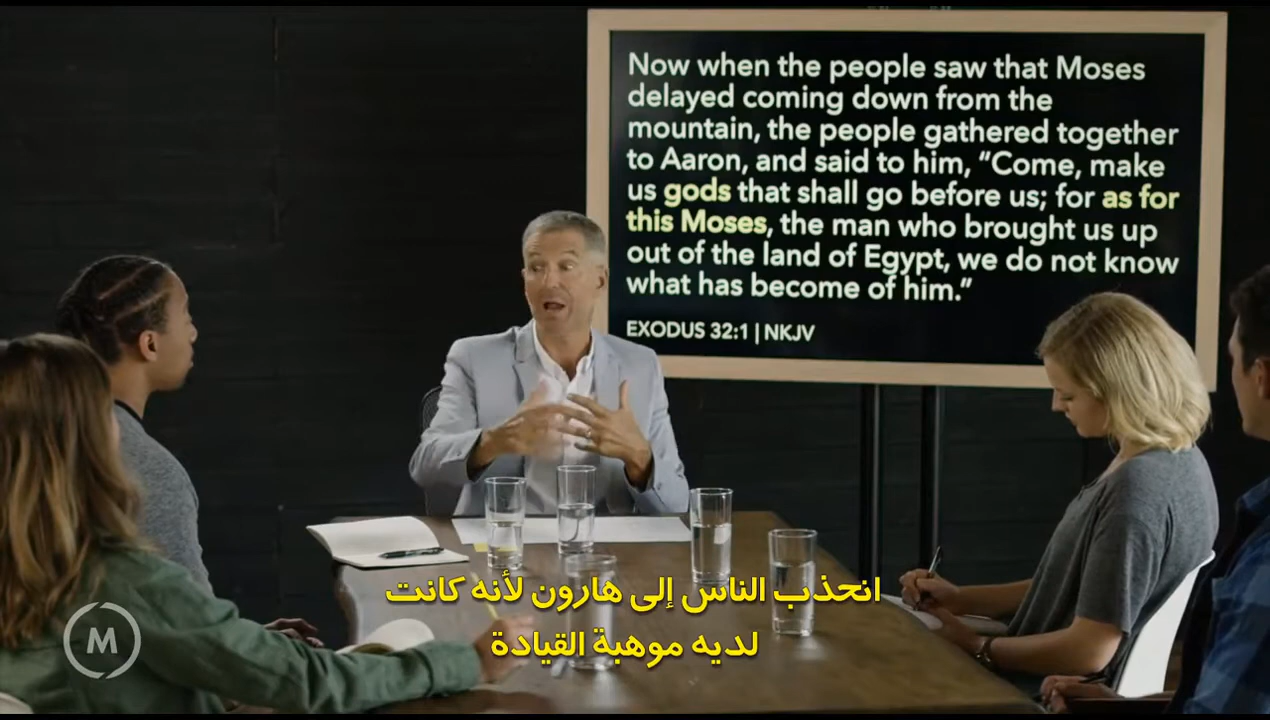 Now when the people saw that Moses
delayed coming down from the
mountain, the people gathered together
to Aaron, and said to him, “Come, make
us gods that shall go before us; for as for
this Moses, the man who brought us up
out of the land of Egypt, we do not know
what has become of him.”
EXODUS 32:1 | NKJV
انحذب الناس إلى هارون لأنه كانت
لديه موهبة القيادة
M